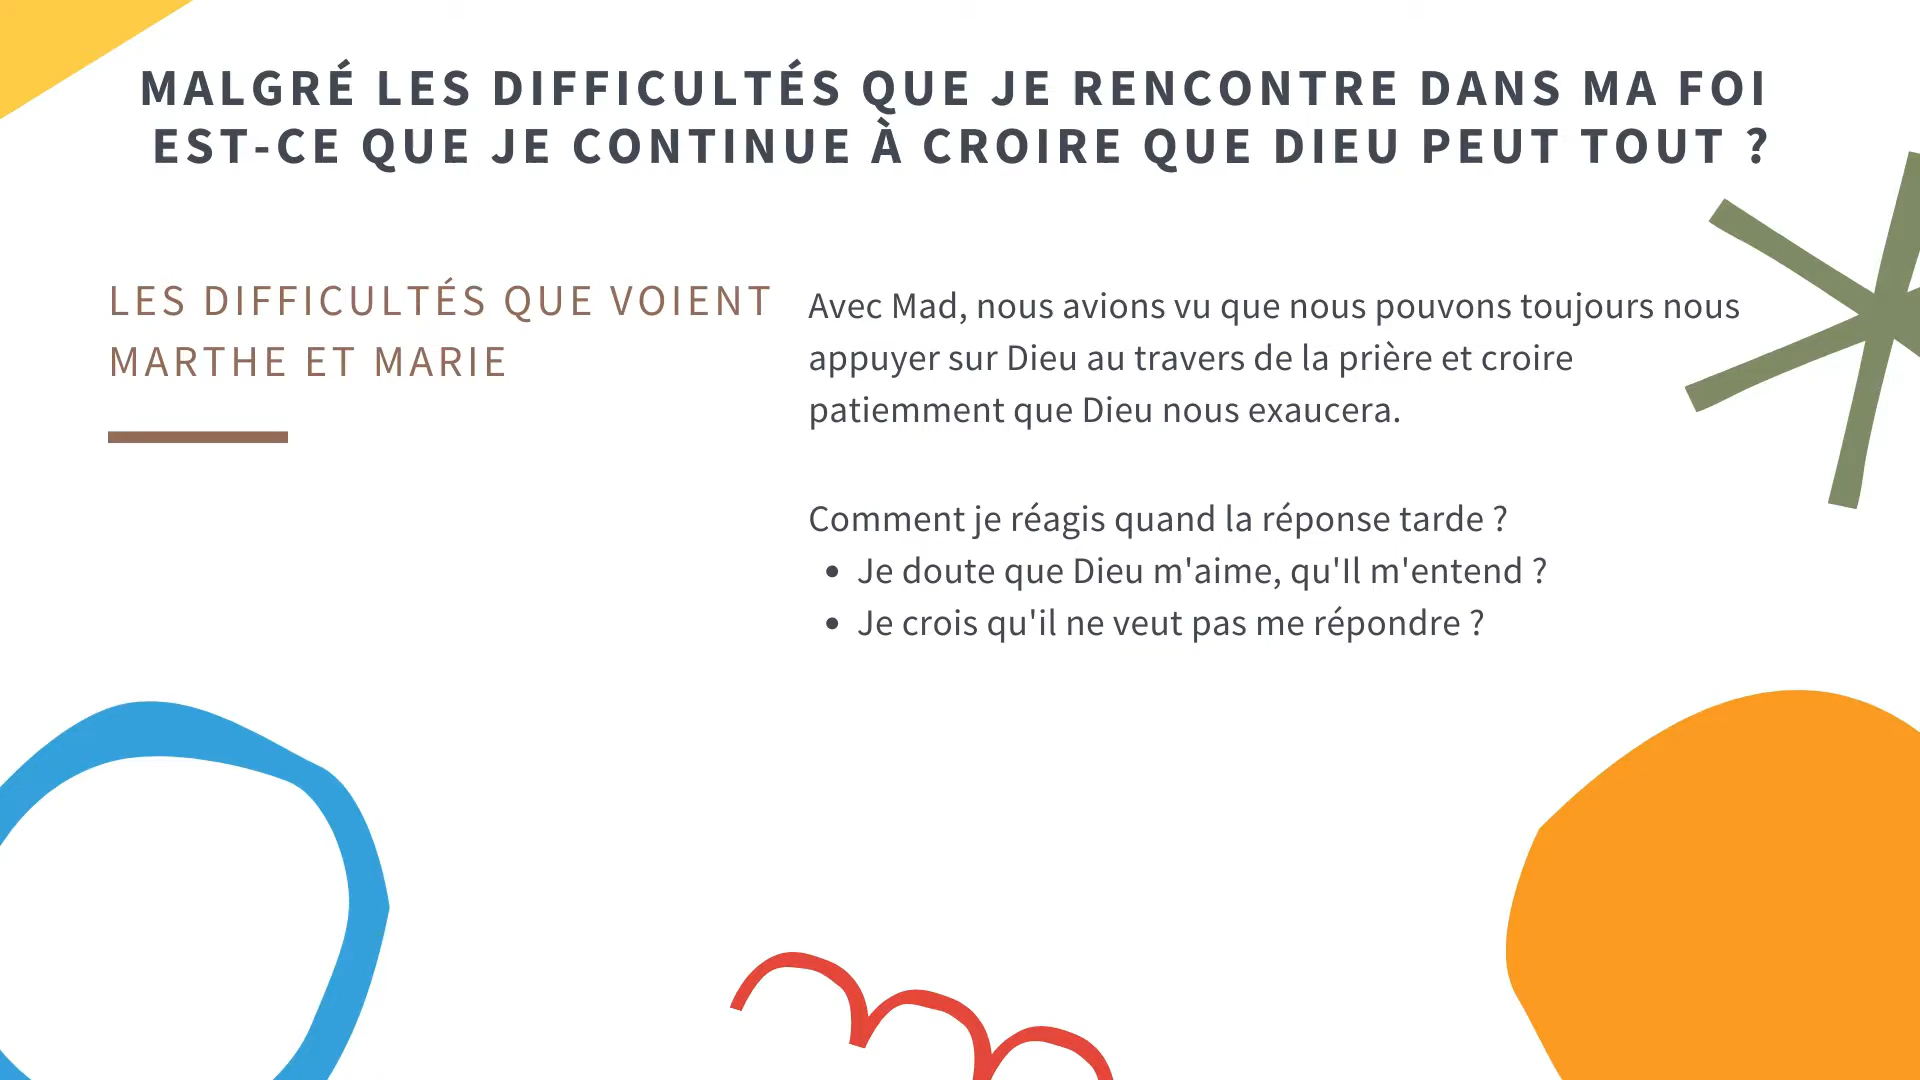 MALGRÉ LES DIFFICULTÉS QUE JE RENCONTRE DANS MA FOI
EST-CE QUE JE CONTINUE À CROIRE QUE DIEU PEUT TOUT ?
LES DIFFICULTÉS QUE VOIENT
MARTHE ET MARIE
Avec Mad, nous avions vu que nous pouvons toujours nous
appuyer sur Dieu au travers de la prière et croire
patiemment que Dieu nous exaucera.
Comment je réagis quand la réponse tarde ?
• Je doute que Dieu m'aime, qu'Il m'entend ?
• Je crois qu'il ne veut pas me répondre ?